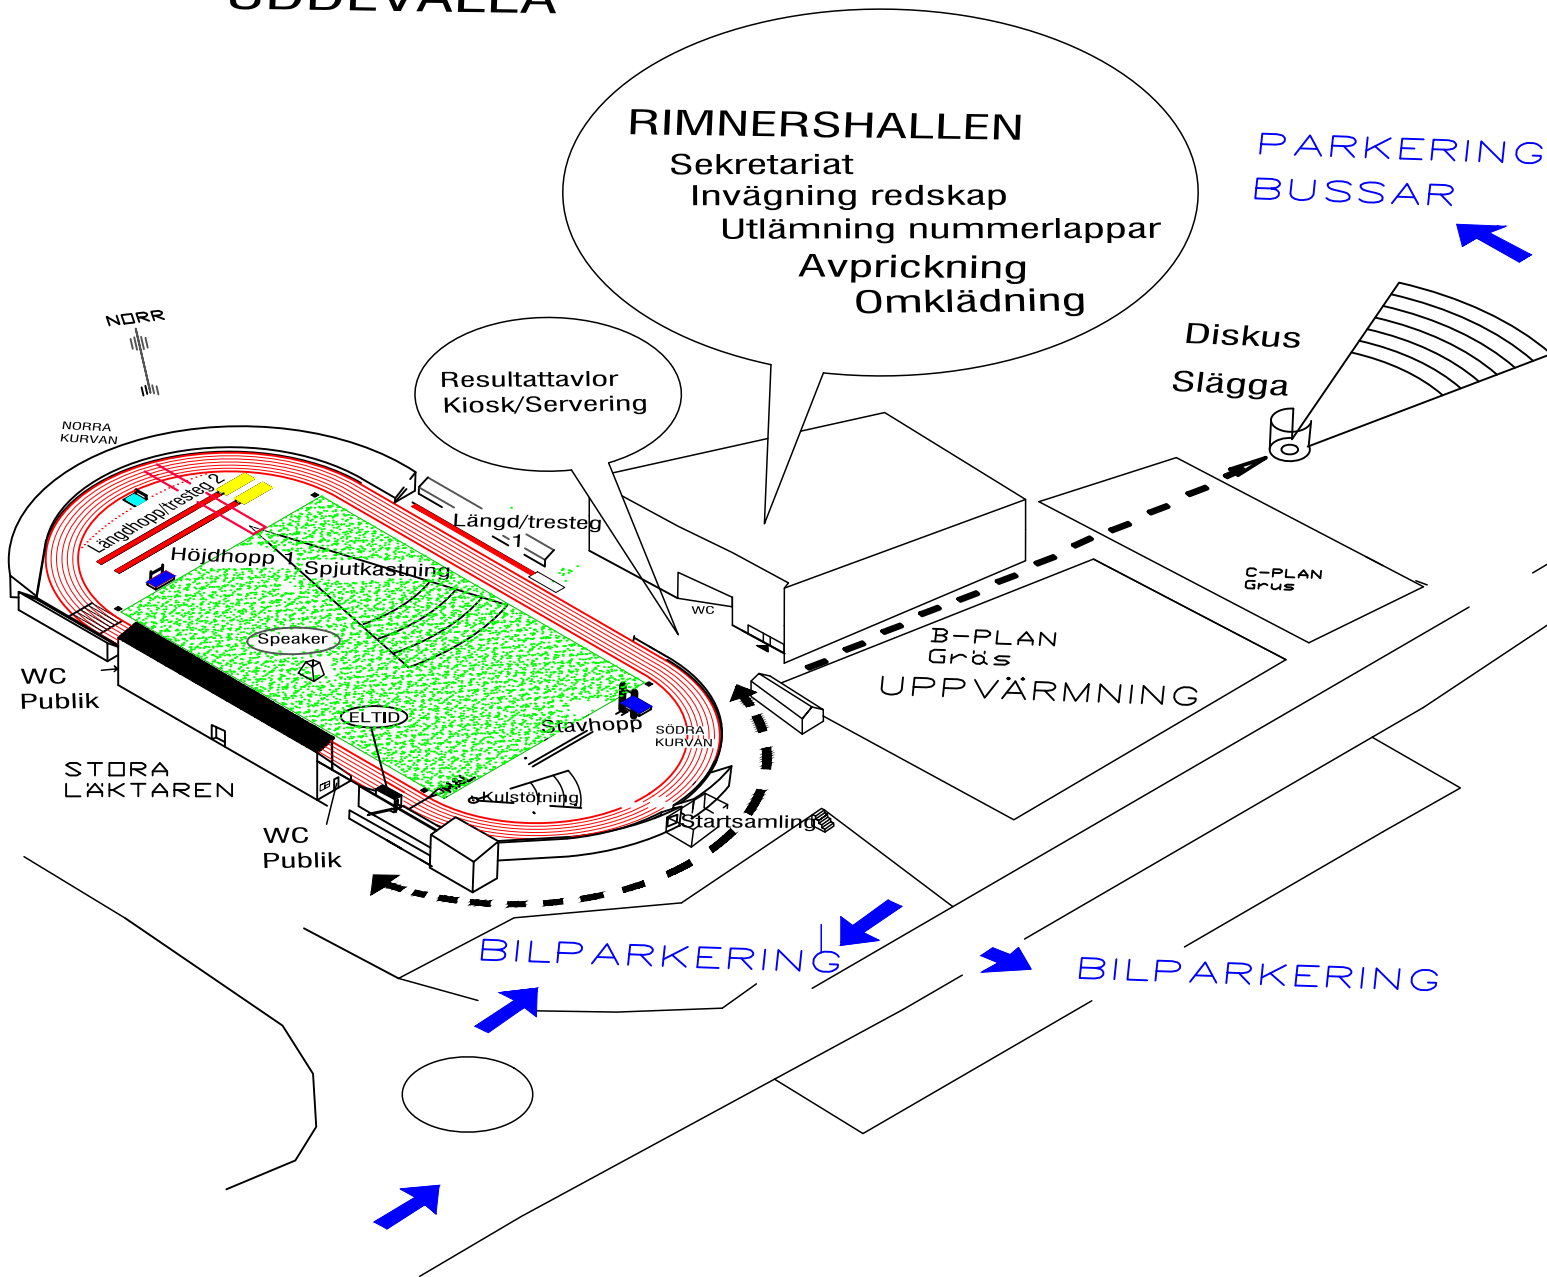 UDDEVALLA
RIMNERSHALLEN
Sekretariat
Invägning redskap
Utlämning nummerlappar
Avprickning
Omklädning
PARKERING
BUSSAR
NORR
Diskus
Slägga
Resultattavlor
Kiosk/Servering
NORRA
KURVAN
Längdhopp/tresteg 2
Längd/tresteg
1
Höjdhopp 1
Spjutkastning
C-PLAN
Grus
WC
Speaker
B-PLAN
Gräs
UPPVÄRMNING
WC
Publik
ELTID
Stavhopp
SÖDRA
KURVAN
STORA
LÄKTAREN
MÅL
Kulstötning
Startsamling
WC
Publik
BILPARKERING
BILPARKERING